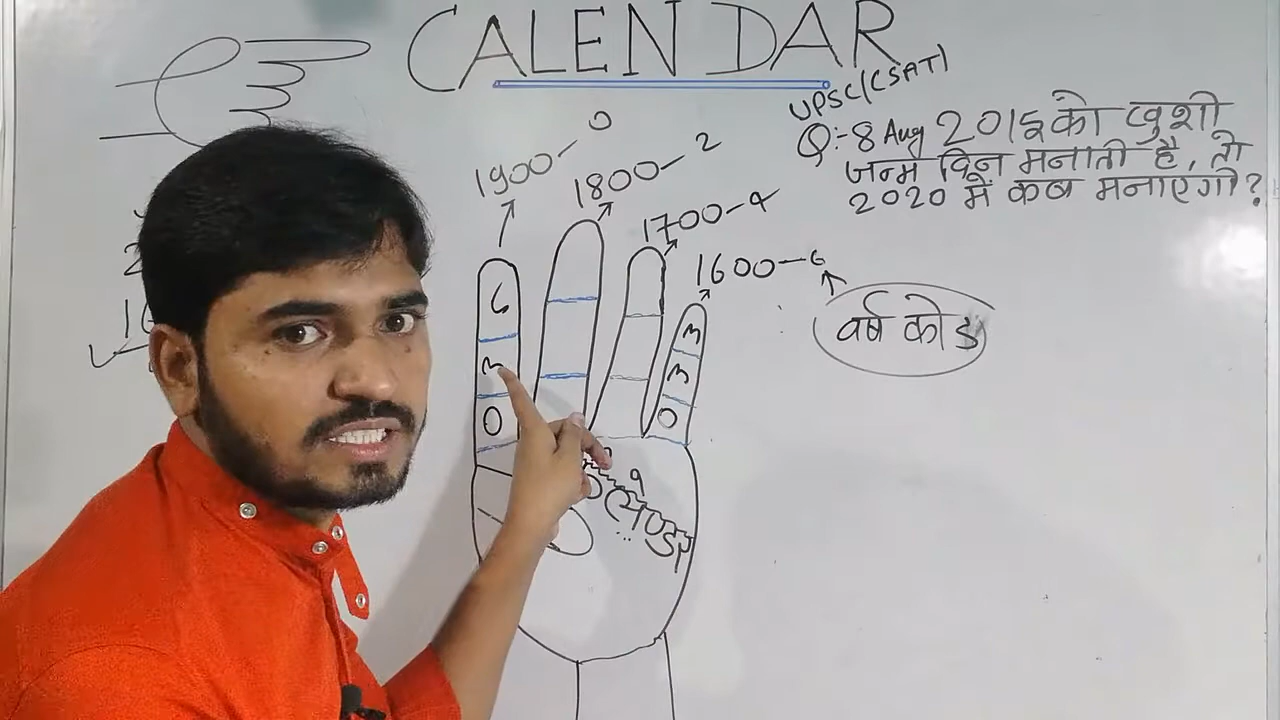 CALENDAR
UPSC/(CSAT)
Q:- 8 Aug 2015 को खुशी
जन्म दिन मनाती है, तो
2020 में कब मनाएगी?
1900-0
1800-2
1700-4
1600-6
वर्ष कोड
6
3
0
3
3
0